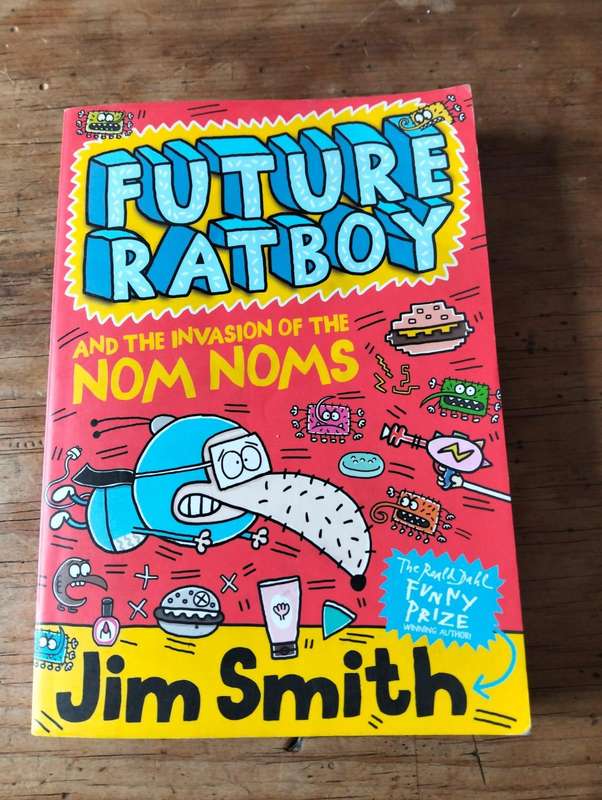 FUTURE
RATBOY
AND THE INVASION OF THE
NOM NOMS
The Roald Dahl
FUNNY
PRIZE
WINNING AUTHOR!
Jim Smith